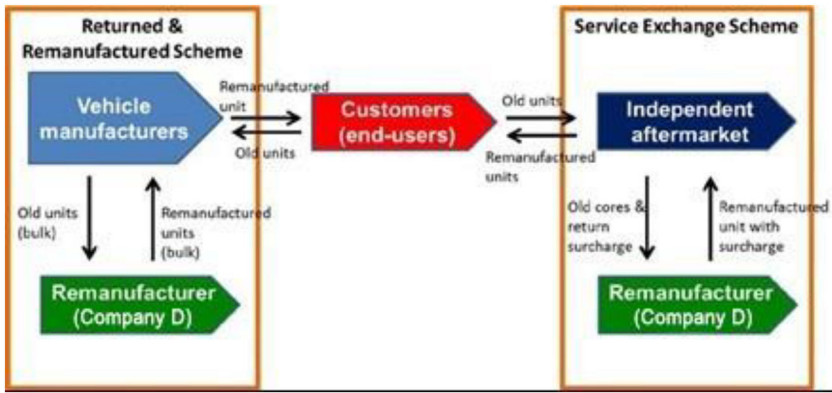 Returned &
Remanufactured Scheme
Vehicle
manufacturers
Old units
(bulk)
Remanufactured
units
(bulk)
Remanufacturer
(Company D)
Remanufactured
unit
Old units
Customers
(end-users)
Old units
Remanufactured
units
Service Exchange Scheme
Independent
aftermarket
Old cores &
return
surcharge
Remanufactured
unit with
surcharge
Remanufacturer
(Company D)